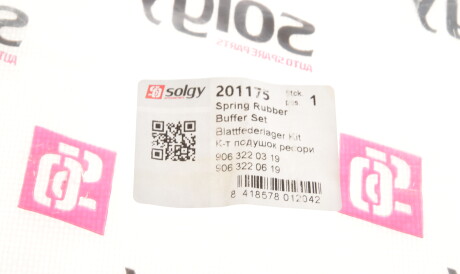 solgy
AUTO SPARE PARTS
solgy
201175
Stck.
pcs.
1
Spring Rubber
Buffer Set
Blattfederlager Kit
К-т подушок ресори
906 322 03 19
906 322 06 19
8 418578 012042